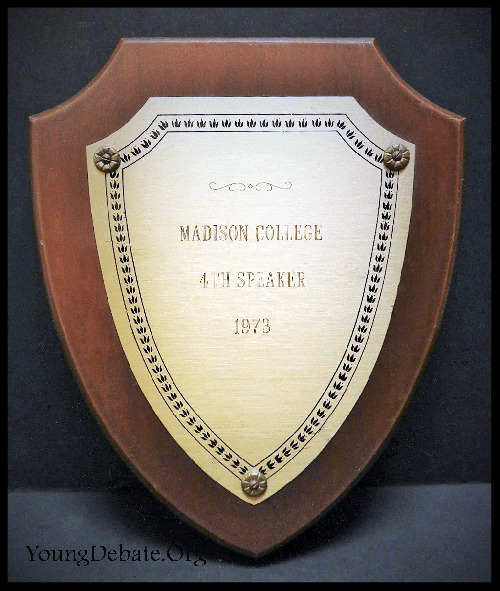 MADISON COLLEGE
4TH SPEAKER
1973
YoungDebate.Org